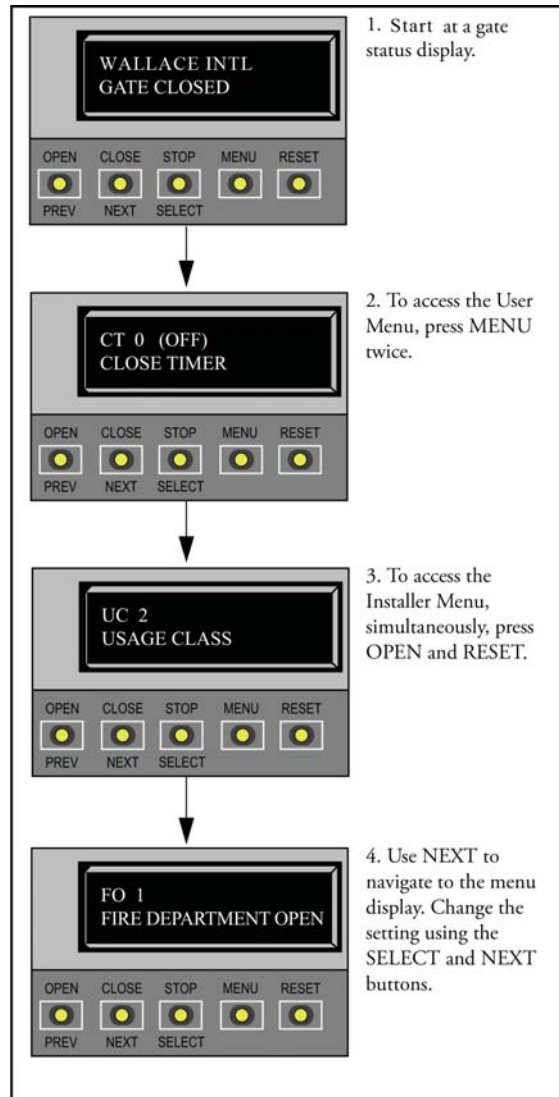 WALLACE INTL
GATE CLOSED
OPEN CLOSE STOP MENU RESET
PREV NEXT SELECT
1. Start at a gate
status display.
CT 0 (OFF)
CLOSE TIMER
OPEN CLOSE STOP MENU RESET
PREV NEXT SELECT
2. To access the User
Menu, press MENU
twice.
UC 2
USAGE CLASS
OPEN CLOSE STOP MENU RESET
PREV NEXT SELECT
3. To access the
Installer Menu,
simultaneously, press
OPEN and RESET.
FO 1
FIRE DEPARTMENT OPEN
OPEN CLOSE STOP MENU RESET
PREV NEXT SELECT
4. Use NEXT to
navigate to the menu
display. Change the
setting using the
SELECT and NEXT
buttons.